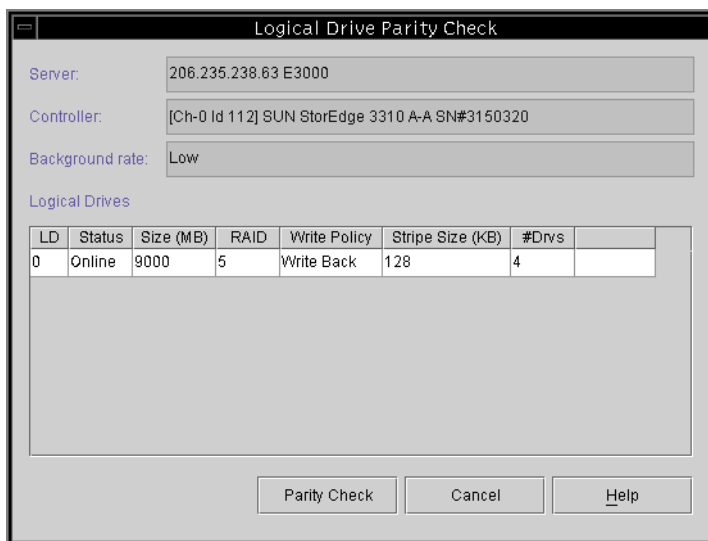 Logical Drive Parity Check
Server: 206.235.238.63 E3000
Controller: [Ch-0 Id 112] SUN StorEdge 3310 A-A SN#3150320
Background rate: Low
Logical Drives
LD Status Size (MB) RAID Write Policy Stripe Size (KB) #Drvs
0 Online 9000 5 Write Back 128 4
Parity Check Cancel Help